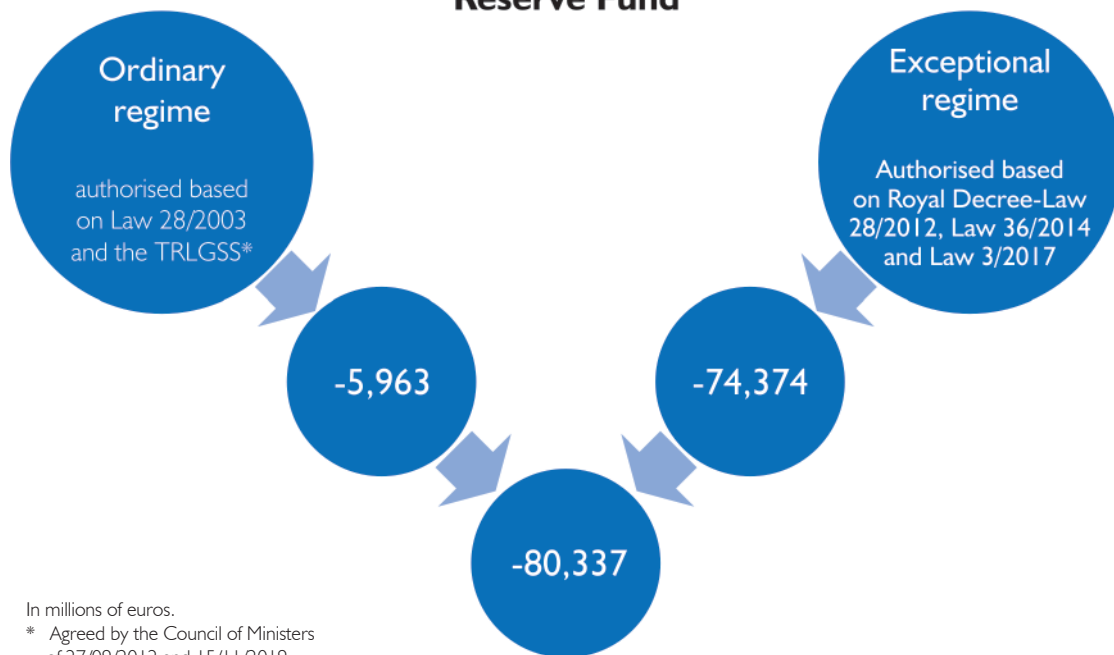 Reserve Fund
Ordinary
regime
authorised based
on Law 28/2003
and the TRLGSS*
Exceptional
regime
Authorised based
on Royal Decree-Law
28/2012, Law 36/2014
and Law 3/2017
-5,963
-74,374
-80,337
In millions of euros.
* Agreed by the Council of Ministers